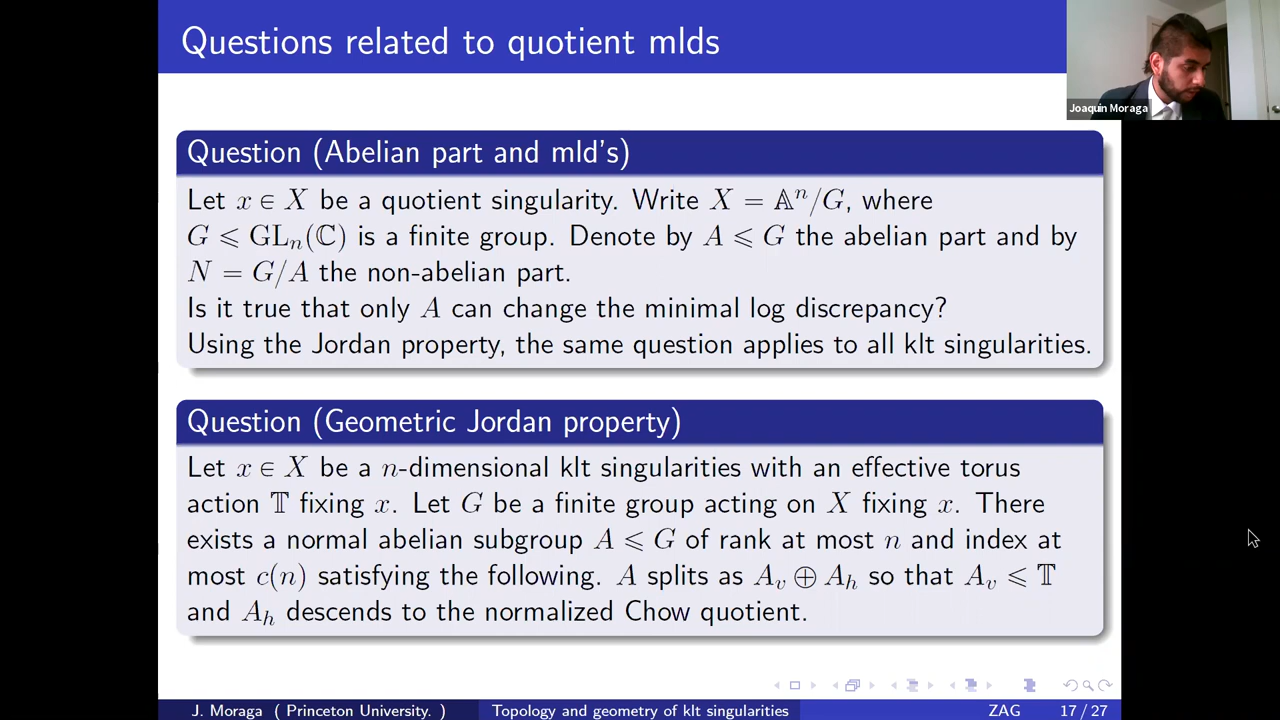 Questions related to quotient mlds
Joaquín Moraga
Question (Abelian part and mld's)
Let x ∈ X be a quotient singularity. Write X = 𝔸ⁿ/G, where
G ⩽ GLₙ(ℂ) is a finite group. Denote by A ⩽ G the abelian part and by
N = G/A the non-abelian part.
Is it true that only A can change the minimal log discrepancy?
Using the Jordan property, the same question applies to all klt singularities.
Question (Geometric Jordan property)
Let x ∈ X be a n-dimensional klt singularities with an effective torus
action 𝕋 fixing x. Let G be a finite group acting on X fixing x. There
exists a normal abelian subgroup A ⩽ G of rank at most n and index at
most c(n) satisfying the following. A splits as Aᵥ ⊕ Aₕ so that Aᵥ ⩽ 𝕋
and Aₕ descends to the normalized Chow quotient.
J. Moraga ( Princeton University. ) Topology and geometry of klt singularities ZAG 17 / 27